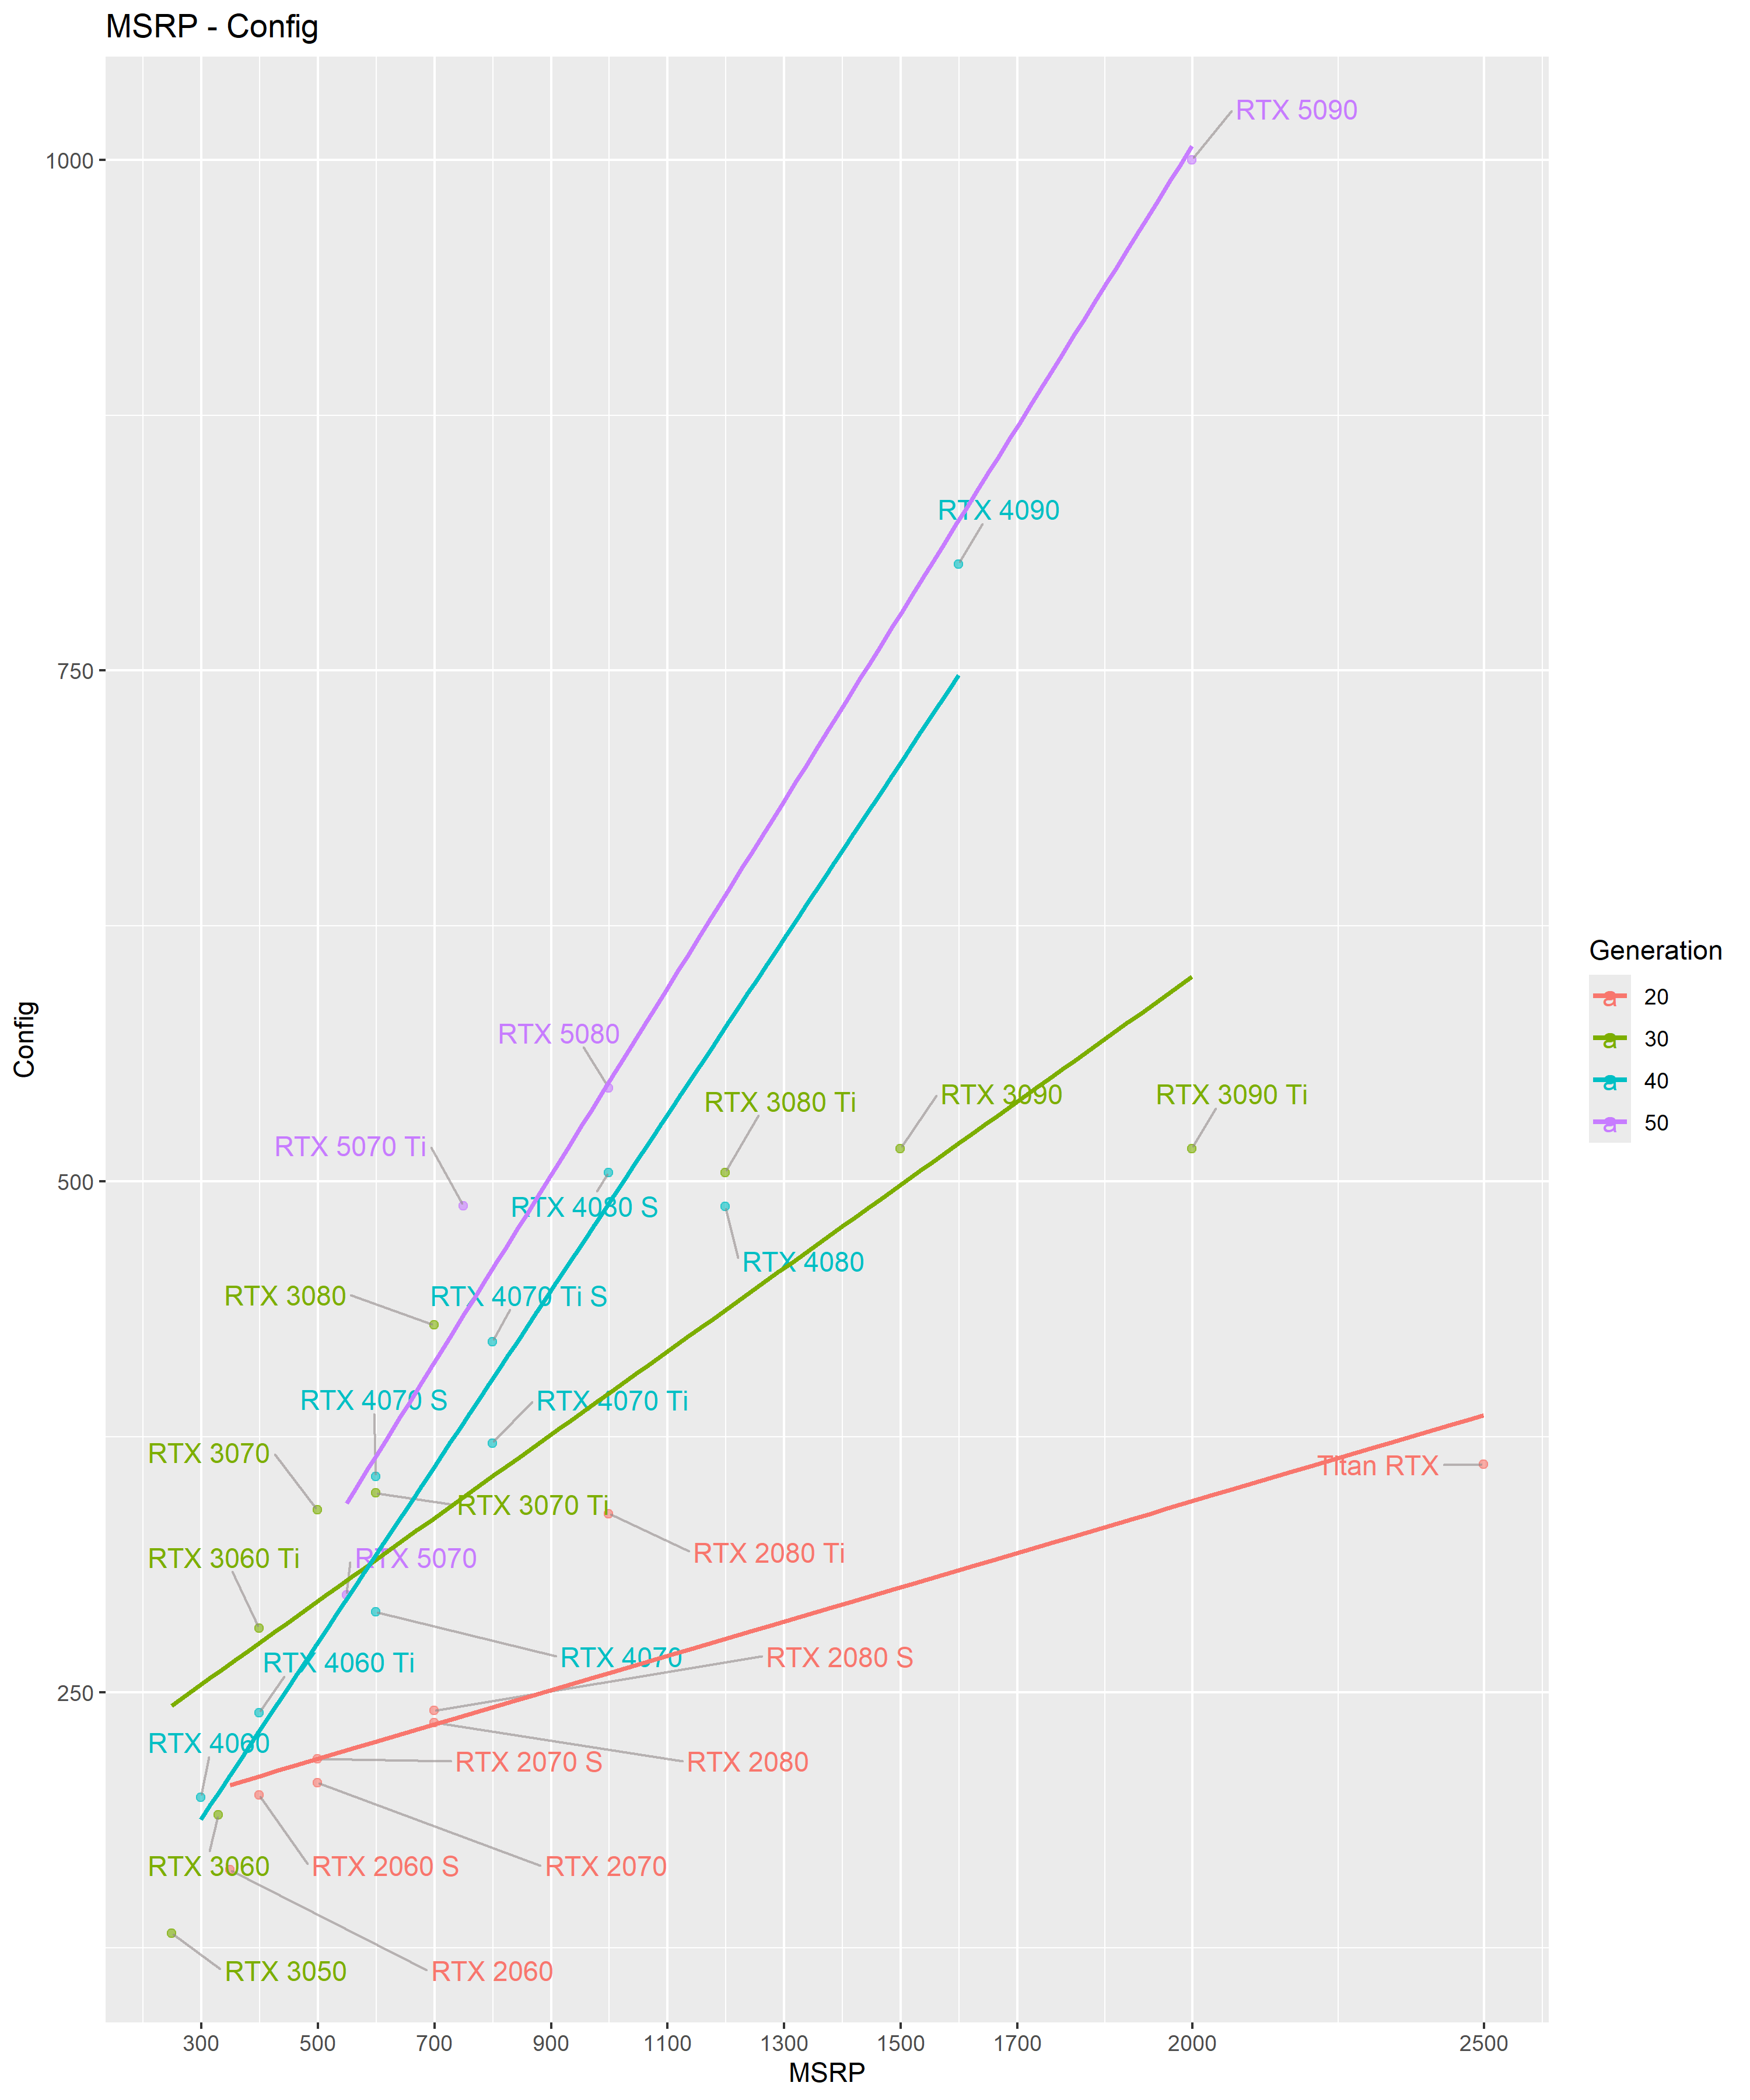 MSRP - Config
RTX 5090
1000
RTX 4090
750
Generation
20
30
40
50
a
a
a
a
Config
RTX 5080
RTX 3080 Ti
RTX 3090
RTX 3090 Ti
RTX 5070 Ti
500
RTX 4080 S
RTX 4080
RTX 3080
RTX 4070 Ti S
RTX 4070 S
RTX 4070 Ti
RTX 3070
Titan RTX
RTX 3070 Ti
RTX 2080 Ti
RTX 3060 Ti
RTX 5070
RTX 4060 Ti
RTX 4070
RTX 2080 S
250
RTX 4060
RTX 2070 S
RTX 2080
RTX 3060
RTX 2060 S
RTX 2070
RTX 3050
RTX 2060
300 500 700 900 1100 1300 1500 1700 2000 2500
MSRP